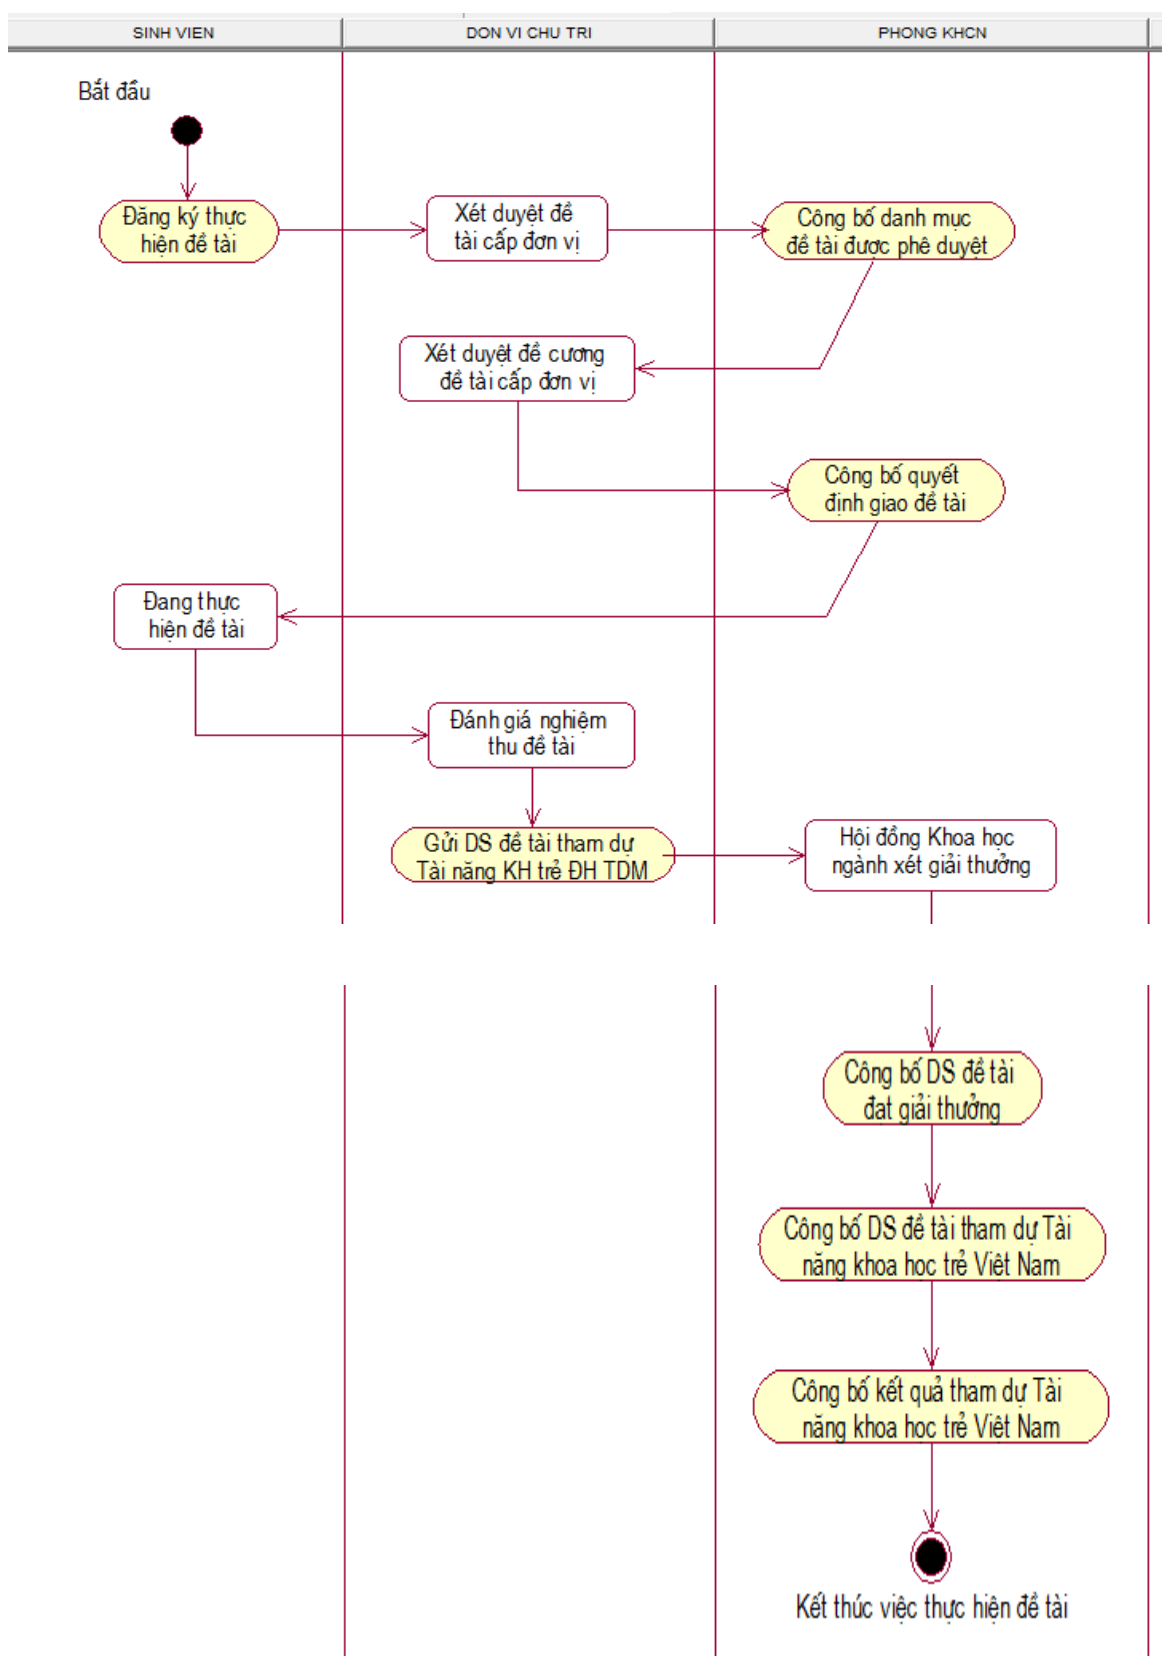 SINH VIEN
DON VI CHU TRI
PHONG KHCN
Bắt đầu
Đăng ký thực
hiện đề tài
Xét duyệt đề
tài cấp đơn vị
Công bố danh mục
đề tài được phê duyệt
Xét duyệt đề cương
đề tài cấp đơn vị
Công bố quyết
định giao đề tài
Đang thực
hiện đề tài
Đánh giá nghiệm
thu đề tài
Gửi DS đề tài tham dự
Tài năng KH trẻ ĐH TDM
Hội đồng Khoa học
ngành xét giải thưởng
Công bố DS đề tài
đạt giải thưởng
Công bố DS đề tài tham dự Tài
năng khoa học trẻ Việt Nam
Công bố kết quả tham dự Tài
năng khoa học trẻ Việt Nam
Kết thúc việc thực hiện đề tài